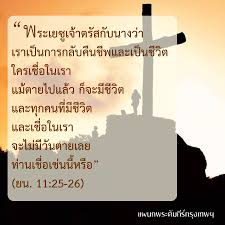 “พระเยซูเจ้าตรัสกับนางว่า
เราเป็นการกลับคืนชีพและเป็นชีวิต
ใครเชื่อในเรา
แม้ตายไปแล้ว ก็จะมีชีวิต
และทุกคนที่มีชีวิต
และเชื่อในเรา
จะไม่มีวันตายเลย
ท่านเชื่อเช่นนี้หรือ”
(ยน. 11:25-26)
แผนกพระคัมภีร์กรุงเทพฯ